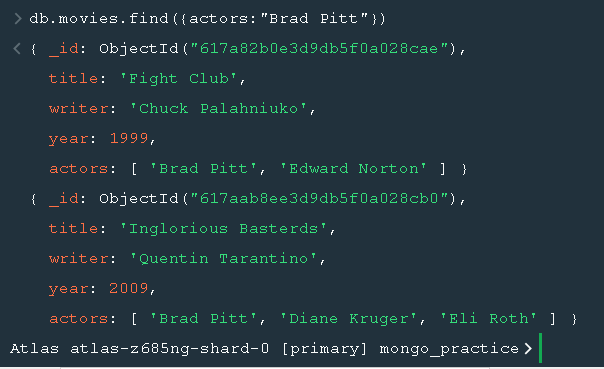 > db.movies.find({actors:"Brad Pitt"})
< { _id: ObjectId("617a82b0e3d9db5f0a028cae"),
title: 'Fight Club',
writer: 'Chuck Palahniuko',
year: 1999,
actors: [ 'Brad Pitt', 'Edward Norton' ] }
{ _id: ObjectId("617aab8ee3d9db5f0a028cb0"),
title: 'Inglorious Basterds',
writer: 'Quentin Tarantino',
year: 2009,
actors: [ 'Brad Pitt', 'Diane Kruger', 'Eli Roth' ] }
Atlas atlas-z685ng-shard-0 [primary] mongo_practice>